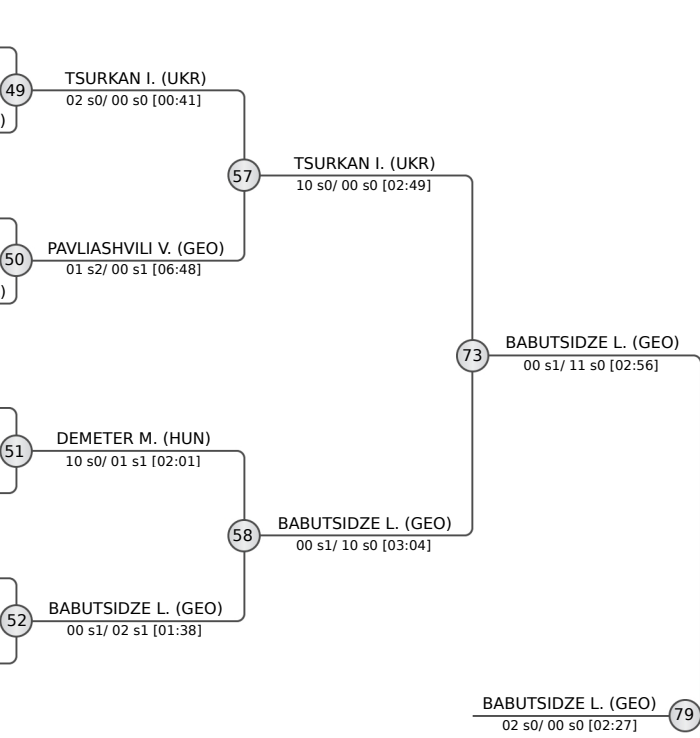 49
TSURKAN I. (UKR)
02 s0/ 00 s0 [00:41]
)
57
TSURKAN I. (UKR)
10 s0/ 00 s0 [02:49]
50
PAVLIASHVILI V. (GEO)
01 s2/ 00 s1 [06:48]
)
73
BABUTSIDZE L. (GEO)
00 s1/ 11 s0 [02:56]
51
DEMETER M. (HUN)
10 s0/ 01 s1 [02:01]
58
BABUTSIDZE L. (GEO)
00 s1/ 10 s0 [03:04]
52
BABUTSIDZE L. (GEO)
00 s1/ 02 s1 [01:38]
BABUTSIDZE L. (GEO)
02 s0/ 00 s0 [02:27]
79